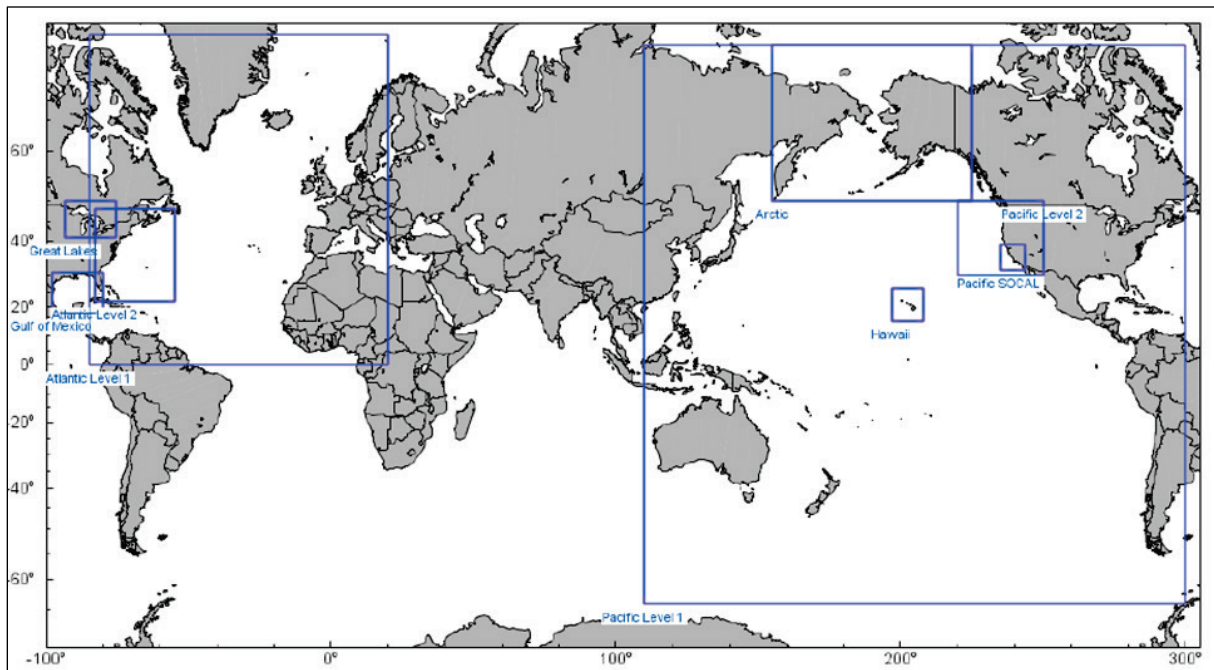 60°
40°
20°
0°
-20°
-40°
-60°
-100°
0°
100°
200°
300°
Great Lakes
Atlantic Level 2
Gulf of Mexico
Atlantic Level 1
Arctic
Pacific Level 2
Pacific SOCAL
Hawaii
Pacific Level 1